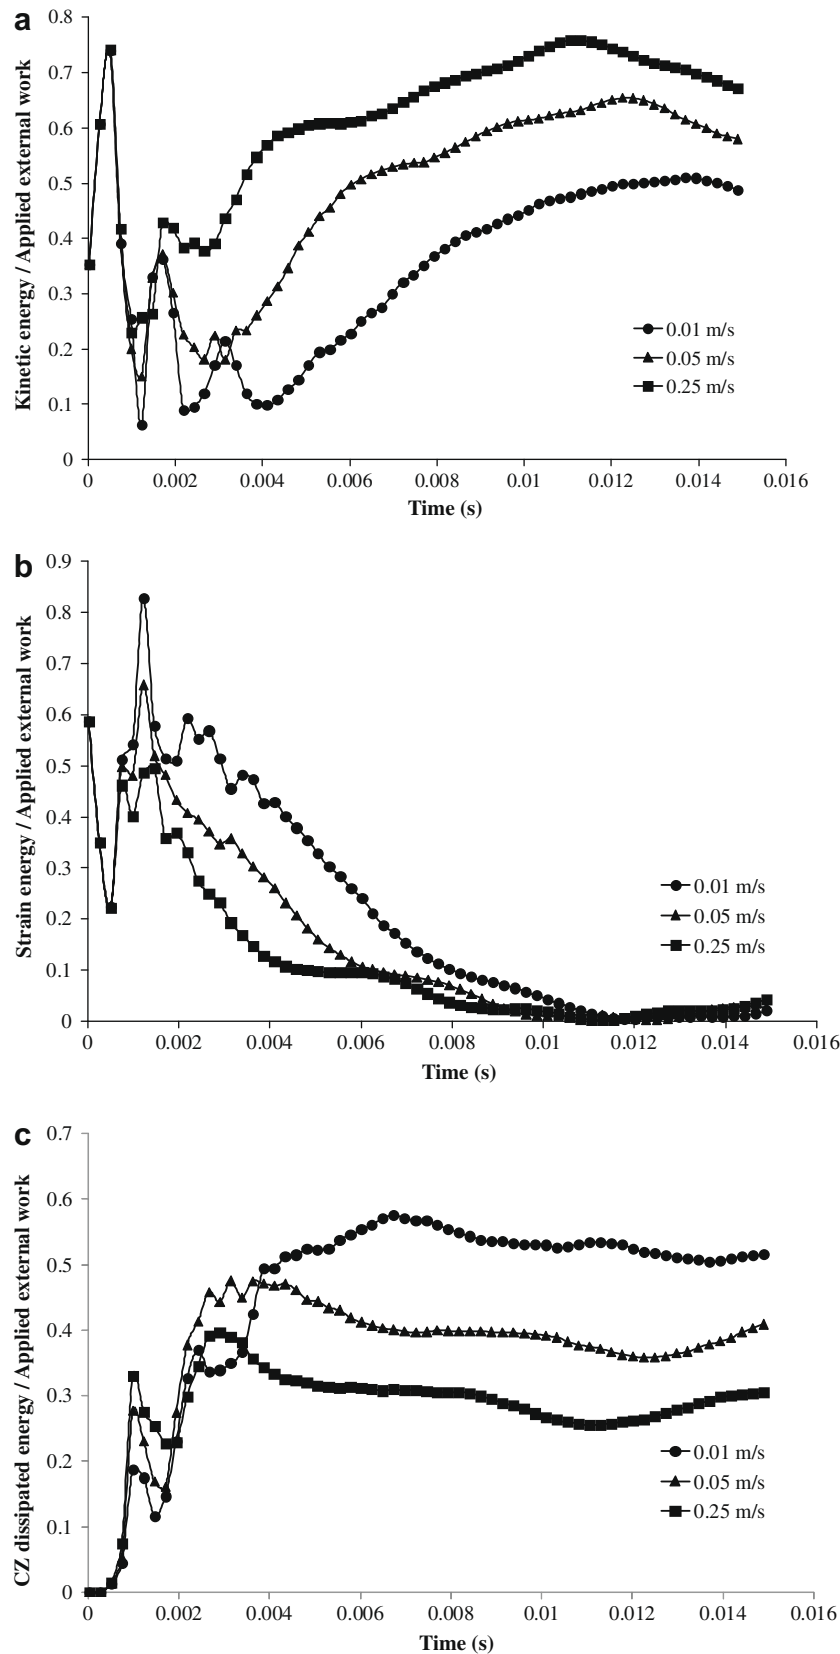 a
Kinetic energy / Applied external work
0.8
0.7
0.6
0.5
0.4
0.3
0.2
0.1
0
0.01 m/s
0.05 m/s
0.25 m/s
0 0.002 0.004 0.006 0.008 0.01 0.012 0.014 0.016
Time (s)
b
Strain energy / Applied external work
0.9
0.8
0.7
0.6
0.5
0.4
0.3
0.2
0.1
0
0.01 m/s
0.05 m/s
0.25 m/s
0 0.002 0.004 0.006 0.008 0.01 0.012 0.014 0.016
Time (s)
c
CZ dissipated energy / Applied external work
0.7
0.6
0.5
0.4
0.3
0.2
0.1
0
0.01 m/s
0.05 m/s
0.25 m/s
0 0.002 0.004 0.006 0.008 0.01 0.012 0.014 0.016
Time (s)